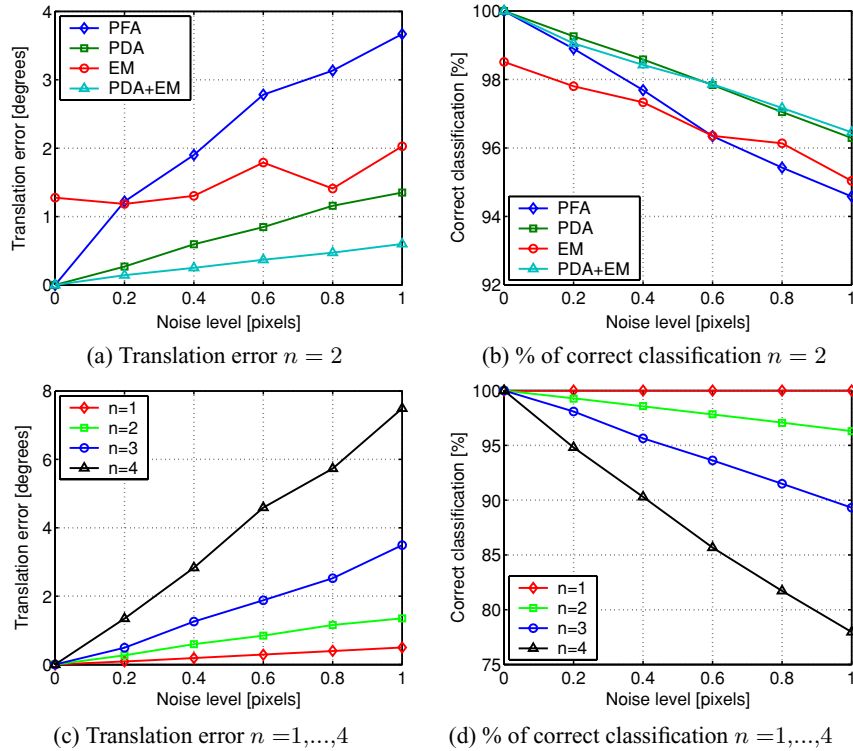 4
3
2
1
0
0
0.2
0.4
0.6
0.8
1
Translation error [degrees]
Noise level [pixels]
PFA
PDA
EM
PDA+EM
(a) Translation error n = 2
100
98
96
94
92
0
0.2
0.4
0.6
0.8
1
Correct classification [%]
Noise level [pixels]
PFA
PDA
EM
PDA+EM
(b) % of correct classification n = 2
8
6
4
2
0
0
0.2
0.4
0.6
0.8
1
Translation error [degrees]
Noise level [pixels]
n=1
n=2
n=3
n=4
(c) Translation error n =1,...,4
100
95
90
85
80
75
0
0.2
0.4
0.6
0.8
1
Correct classification [%]
Noise level [pixels]
n=1
n=2
n=3
n=4
(d) % of correct classification n =1,...,4